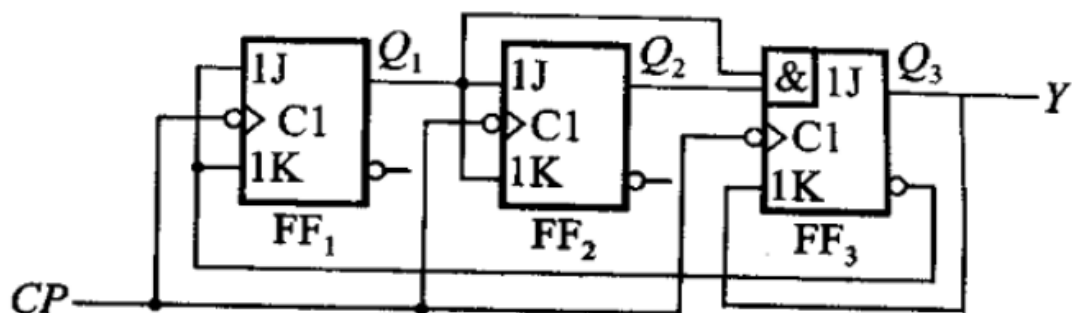 1J Q₁ 1J Q₂ & 1J Q₃
Y
C1 C1 C1
1K 1K 1K
FF₁ FF₂ FF₃
CP